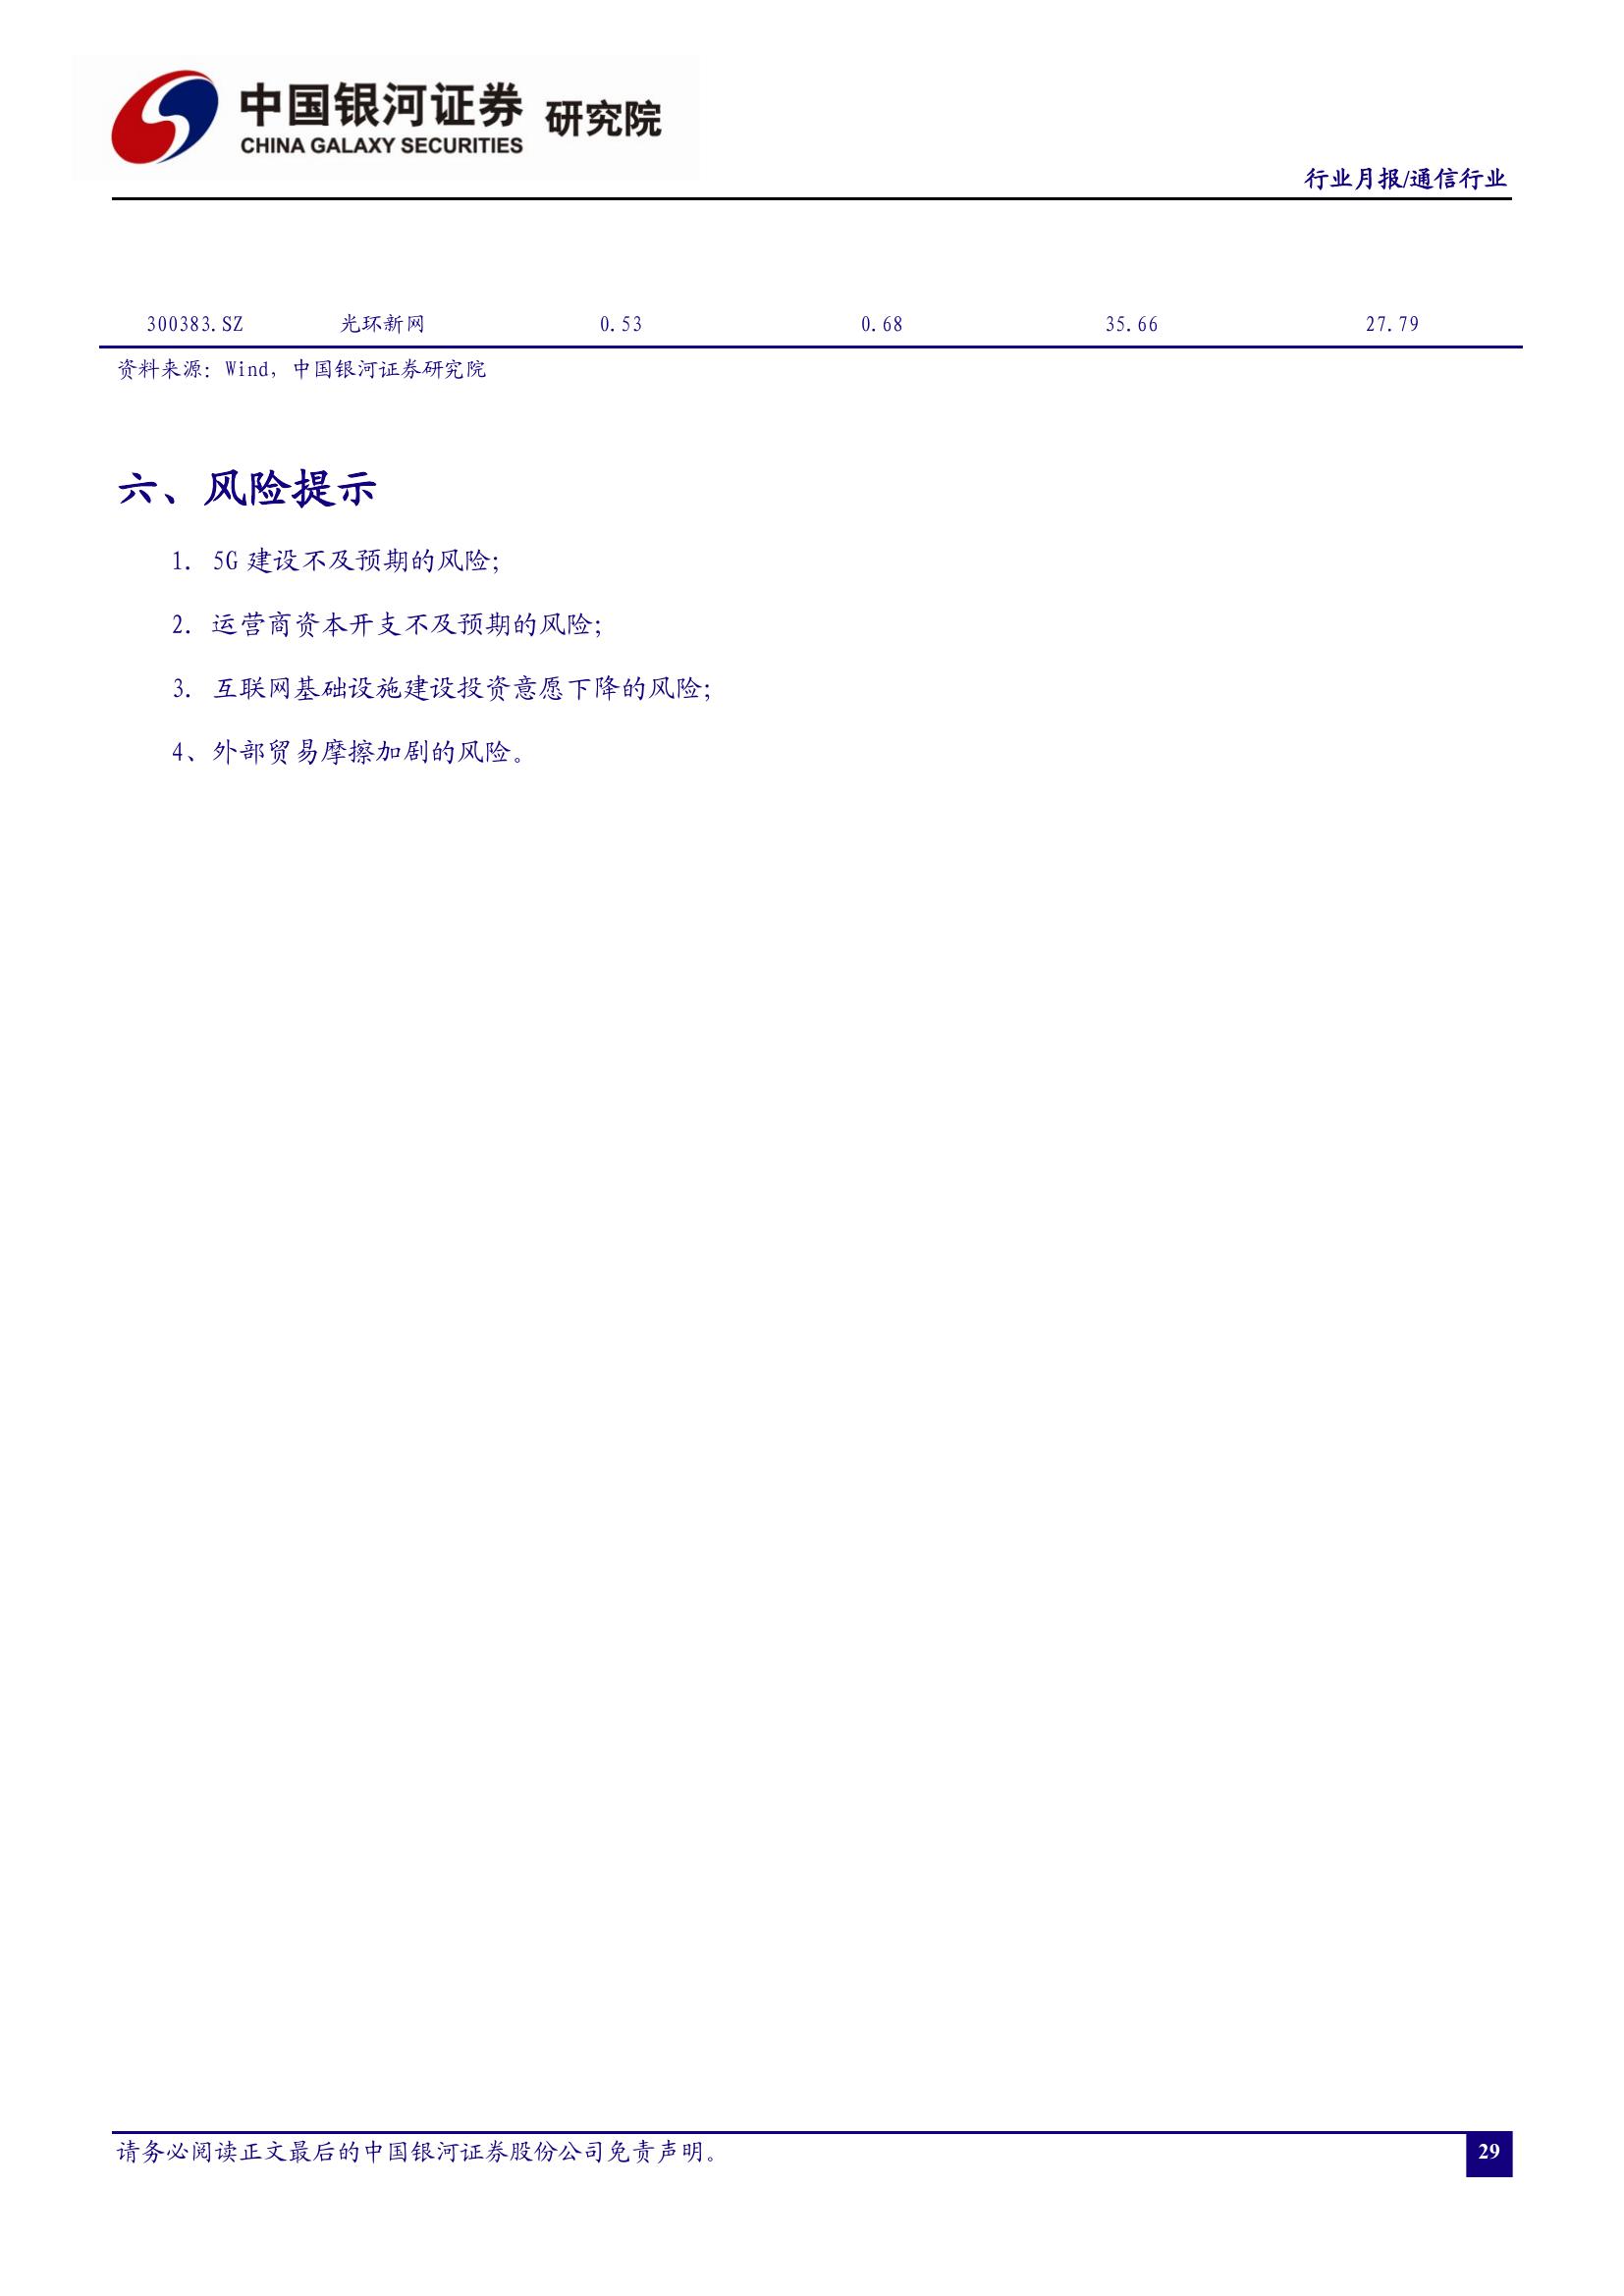 中国银河证券 研究院
CHINA GALAXY SECURITIES
行业月报/通信行业
300383.SZ 光环新网 0.53 0.68 35.66 27.79
资料来源：Wind，中国银河证券研究院
六、风险提示
1. 5G 建设不及预期的风险；
2. 运营商资本开支不及预期的风险；
3. 互联网基础设施建设投资意愿下降的风险；
4、外部贸易摩擦加剧的风险。
请务必阅读正文最后的中国银河证券股份公司免责声明。
29